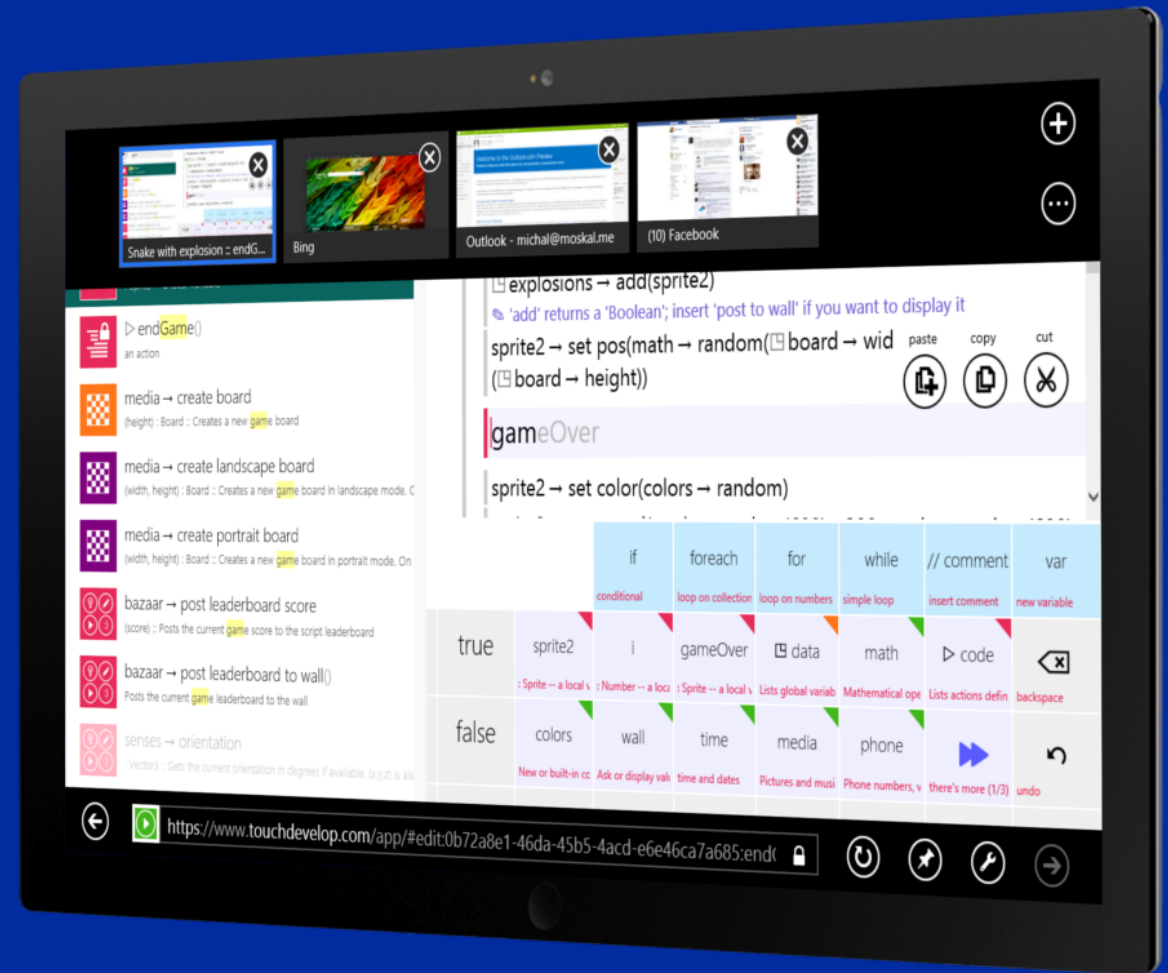 Snake with explosion :: endG...
Bing
Outlook - michal@moskal.me
(10) Facebook
▷ endGame()
an action
media → create board
(height) : Board :: Creates a new game board
media → create landscape board
(width, height) : Board :: Creates a new game board in landscape mode. C
media → create portrait board
(width, height) : Board :: Creates a new game board in portrait mode. On
bazaar → post leaderboard score
(score) :: Posts the current game score to the script leaderboard
bazaar → post leaderboard to wall()
Posts the current game leaderboard to the wall
senses → orientation
: Vector3 :: Gets the current orientation in degrees if available. (x,y,z) is als
explosions → add(sprite2)
'add' returns a 'Boolean'; insert 'post to wall' if you want to display it
sprite2 → set pos(math → random(board → wid
(board → height))
paste copy cut
gameOver
sprite2 → set color(colors → random)
if foreach for while // comment var
conditional loop on collection loop on numbers simple loop insert comment new variable
true sprite2 i gameOver data math ▷ code
: Sprite -- a local v : Number -- a loca : Sprite -- a local v Lists global variab Mathematical ope Lists actions defin backspace
false colors wall time media phone
New or built-in cc Ask or display valu time and dates Pictures and musi Phone numbers, v there's more (1/3) undo
https://www.touchdevelop.com/app/#edit:0b72a8e1-46da-45b5-4acd-e6e46ca7a685:end(